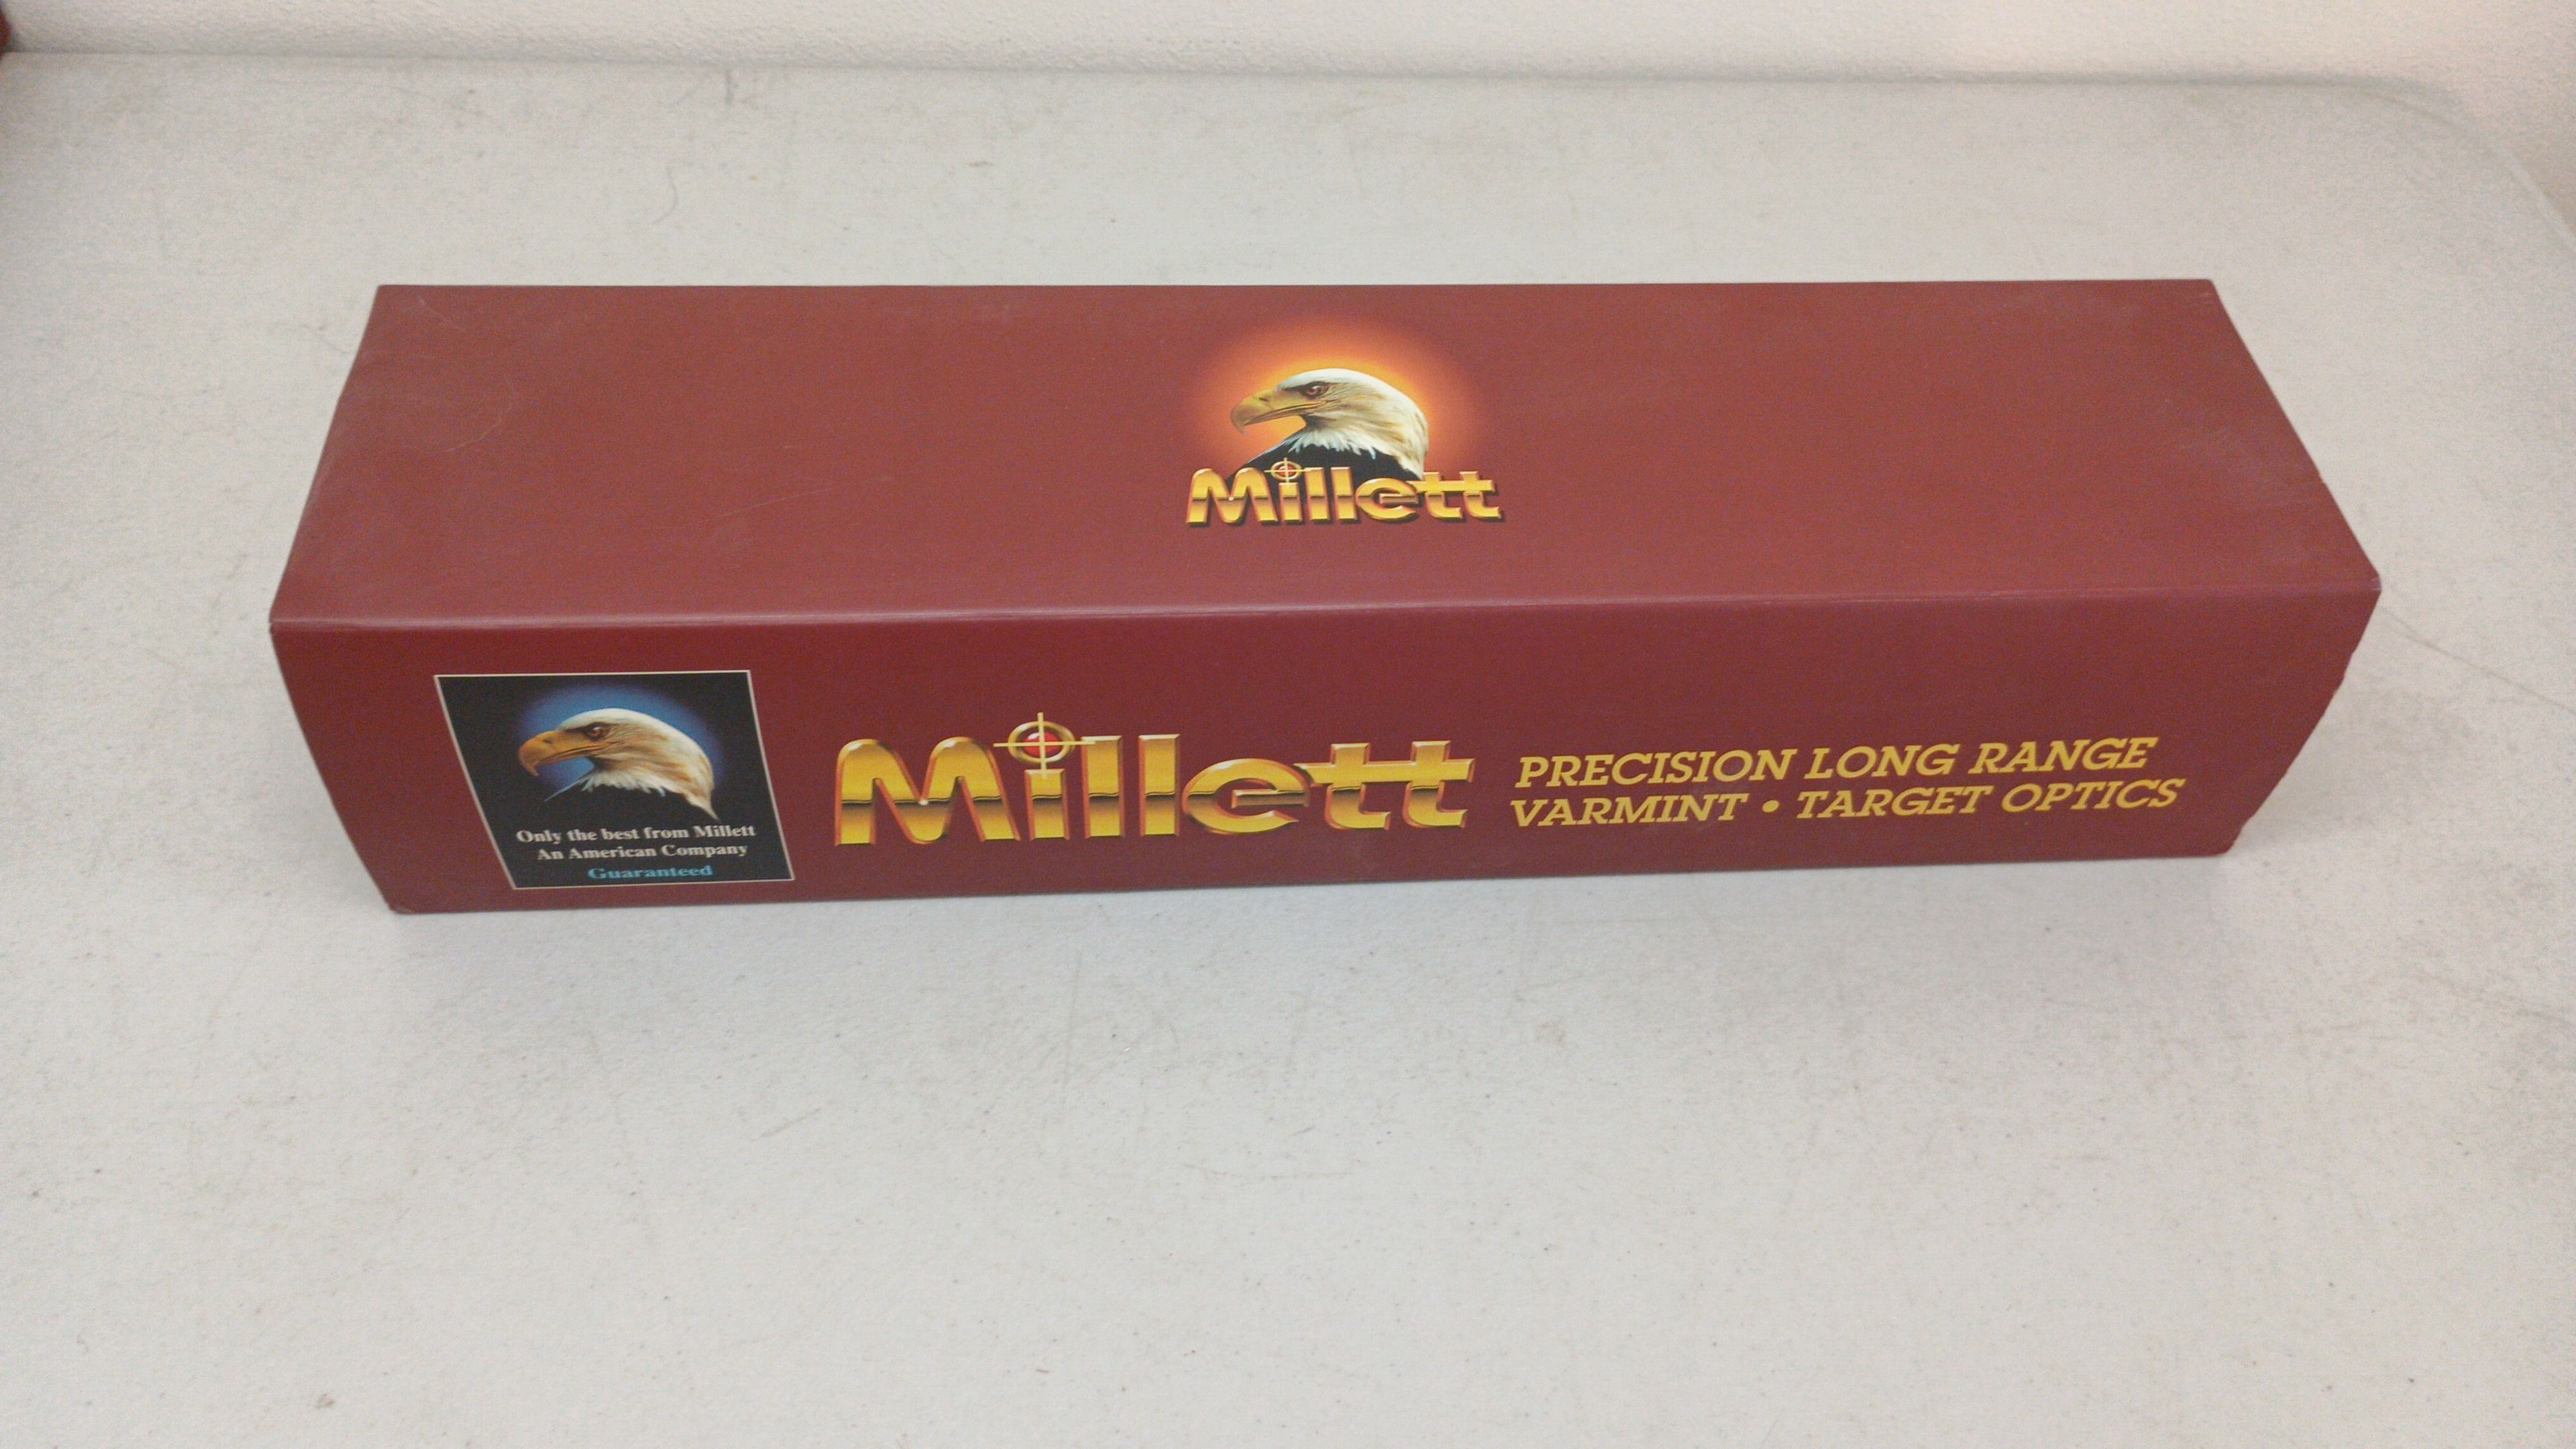 Millett
Only the best from Millett
An American Company
Guaranteed
Millett
PRECISION LONG RANGE
VARMINT • TARGET OPTICS